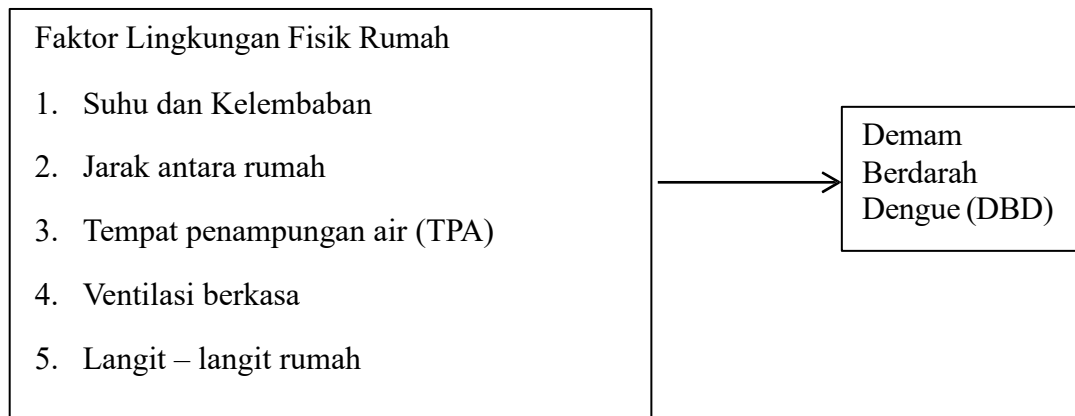 Faktor Lingkungan Fisik Rumah
1. Suhu dan Kelembaban
2. Jarak antara rumah
3. Tempat penampungan air (TPA)
4. Ventilasi berkasa
5. Langit – langit rumah
Demam
Berdarah
Dengue (DBD)